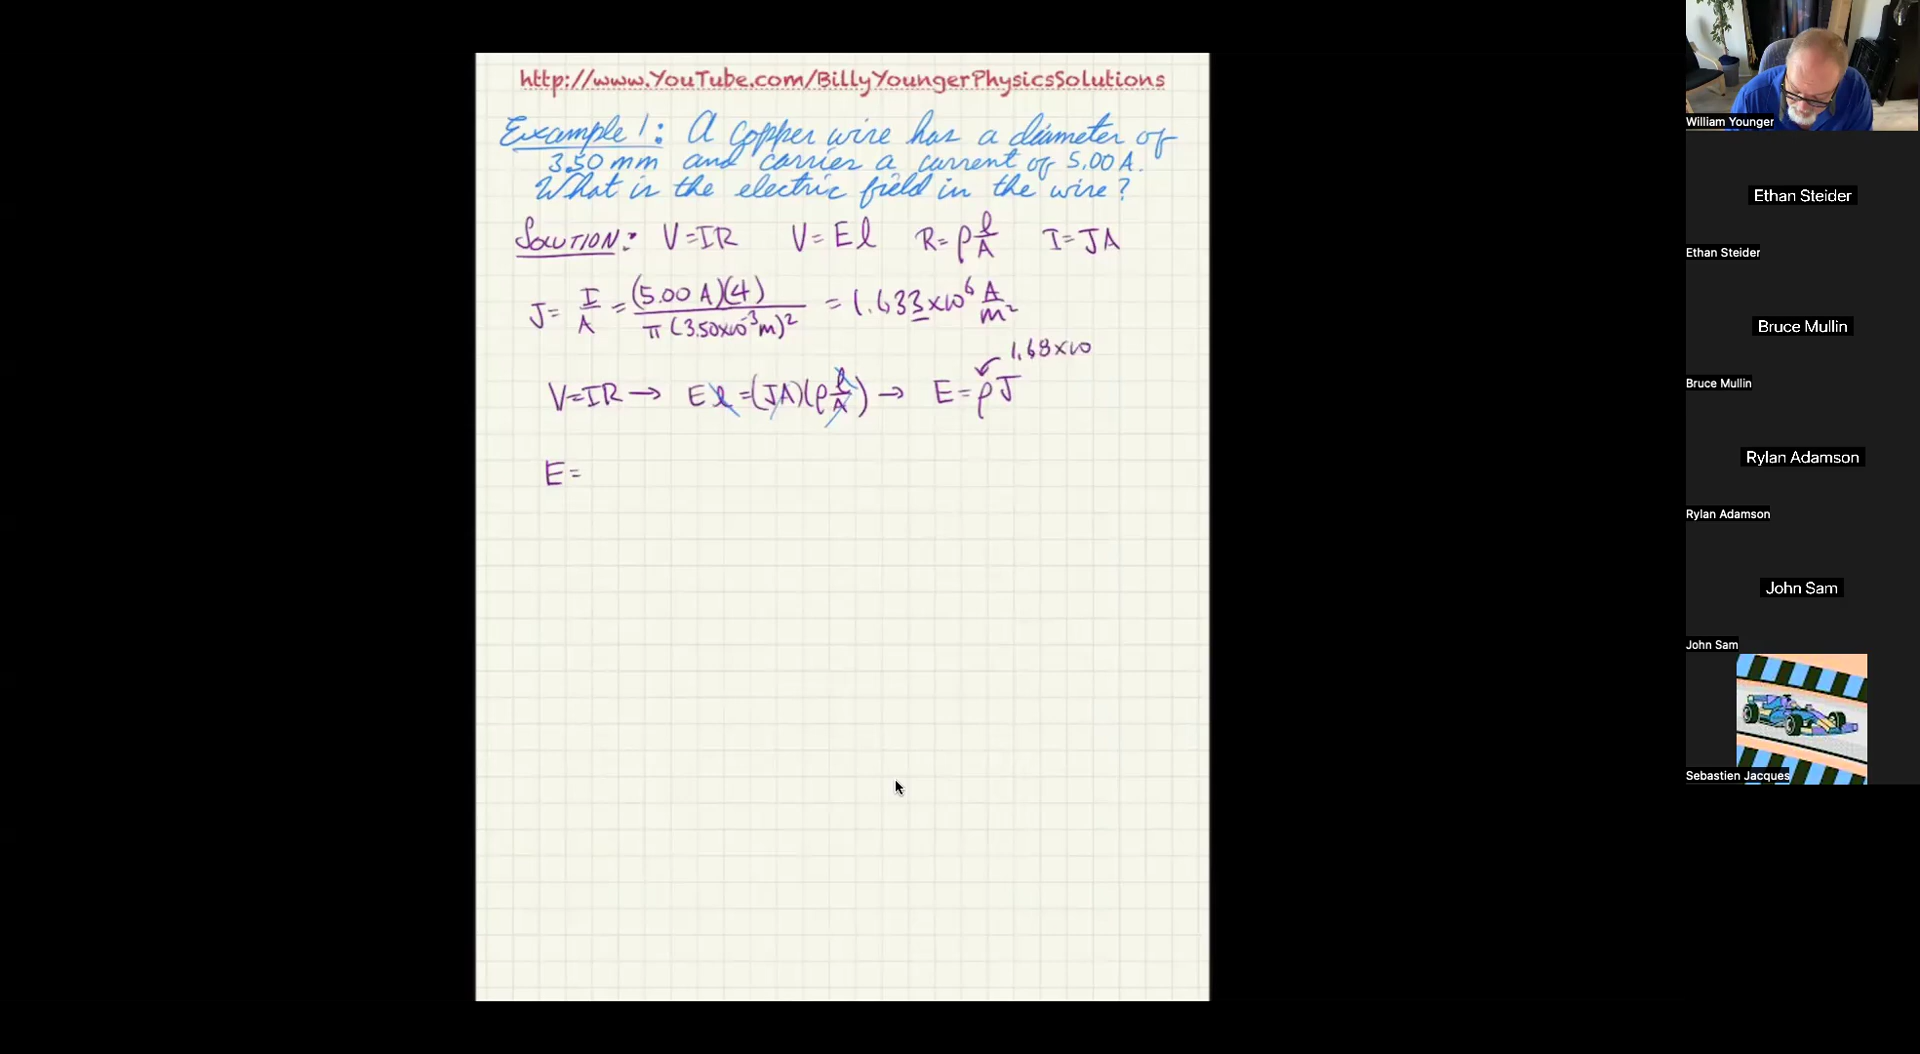 http://www.YouTube.com/BillyYoungerPhysicsSolutions
Example 1: A copper wire has a diameter of
3.50 mm and carries a current of 5.00 A.
What is the electric field in the wire?
SOLUTION: V=IR V=El R=ρl/A I=JA
J= I/A = (5.00 A)(4)/π(3.50x10⁻³m)² = 1.633x10⁶ A/m²
1.68x10
V=IR → El=(JA)(ρl/A) → E=ρJ
E=
William Younger
Ethan Steider
Ethan Steider
Bruce Mullin
Bruce Mullin
Rylan Adamson
Rylan Adamson
John Sam
John Sam
Sebastien Jacques